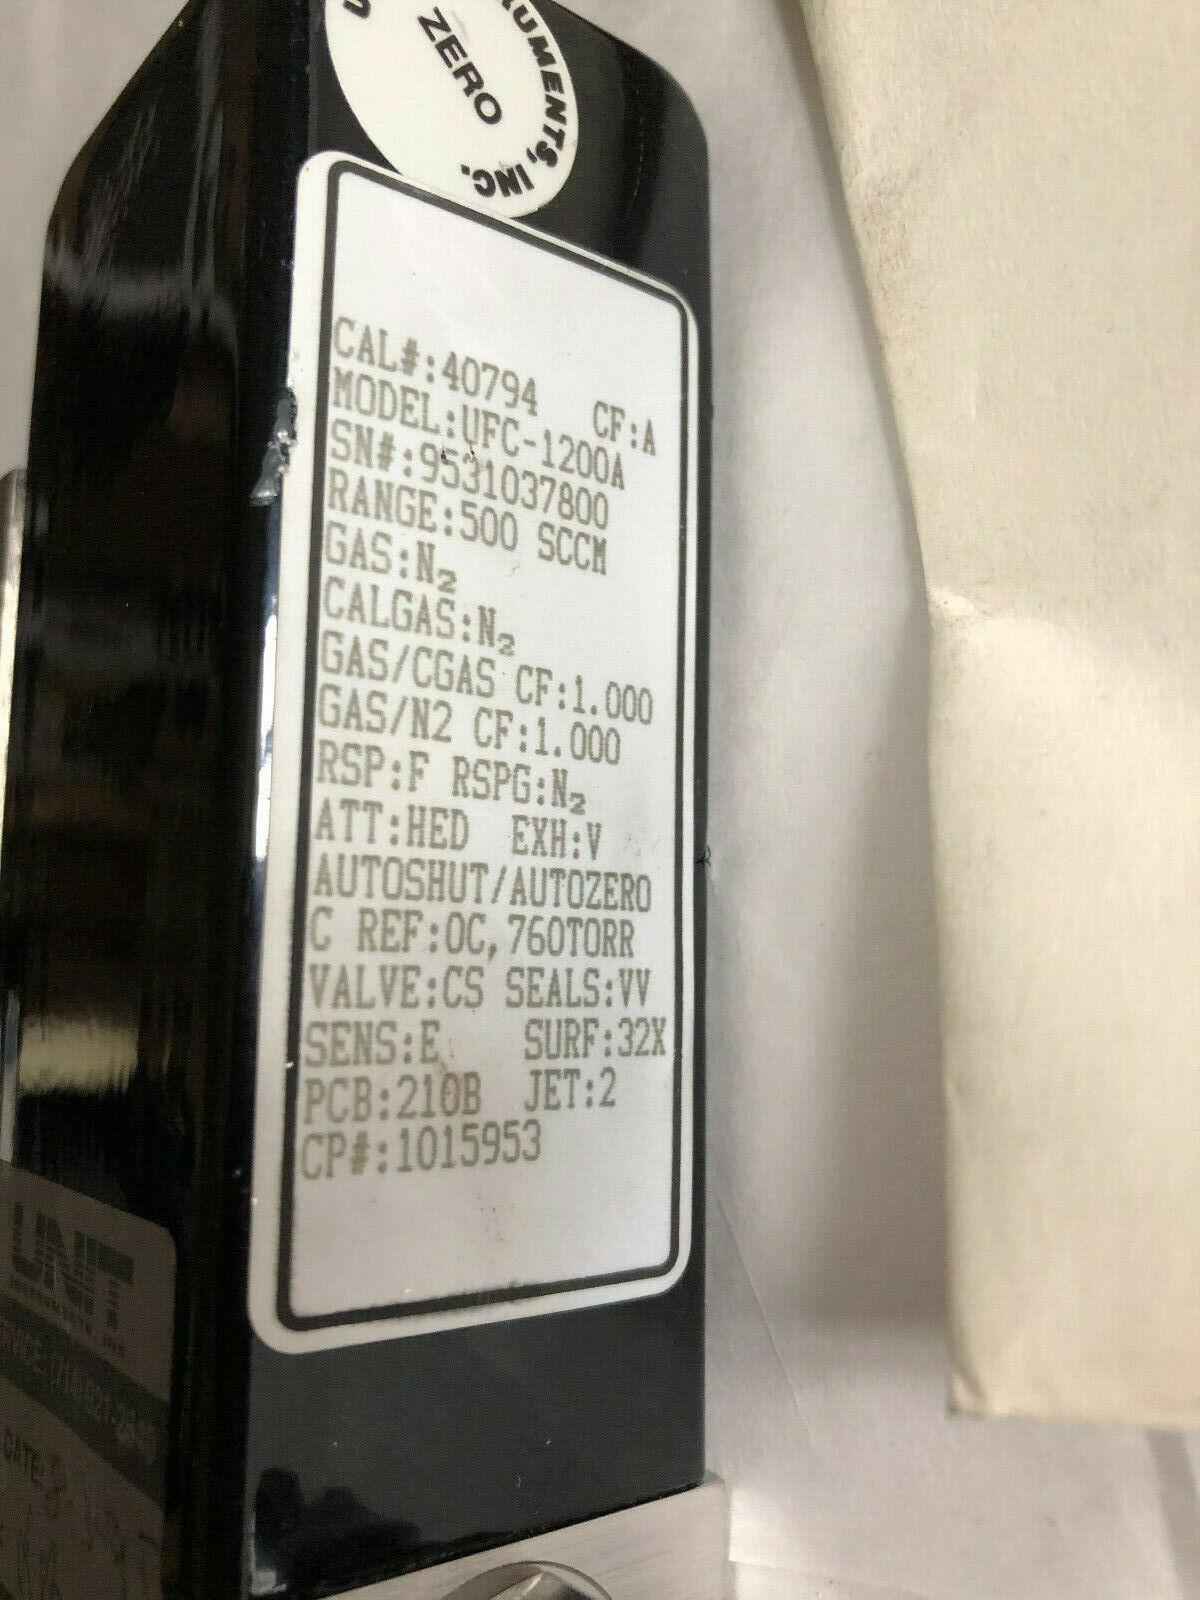 ZERO
UMENTS, INC.
CAL#:40794 CF:A
MODEL:UFC-1200A
SN#:9531037800
RANGE:500 SCCM
GAS:N₂
CALGAS:N₂
GAS/CGAS CF:1.000
GAS/N2 CF:1.000
RSP:F RSPG:N₂
ATT:HED EXH:V
AUTOSHUT/AUTOZERO
C REF:0C,760TORR
VALVE:CS SEALS:VV
SENS:E SURF:32X
PCB:210B JET:2
CP#:1015953
UNIT
DATE: